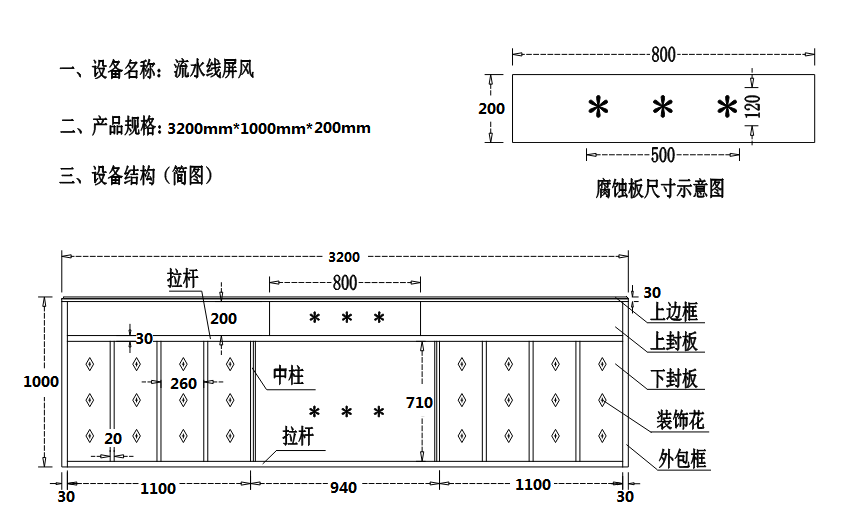 一、设备名称：流水线屏风
二、产品规格：3200mm*1000mm*200mm
三、设备结构（简图）
800
200
* * *
120
500
腐蚀板尺寸示意图
3200
拉杆
800
30
200
* * *
上边框
30
上封板
1000
中柱
下封板
260
710
* * *
装饰花
20
拉杆
外包框
30
1100
940
1100
30